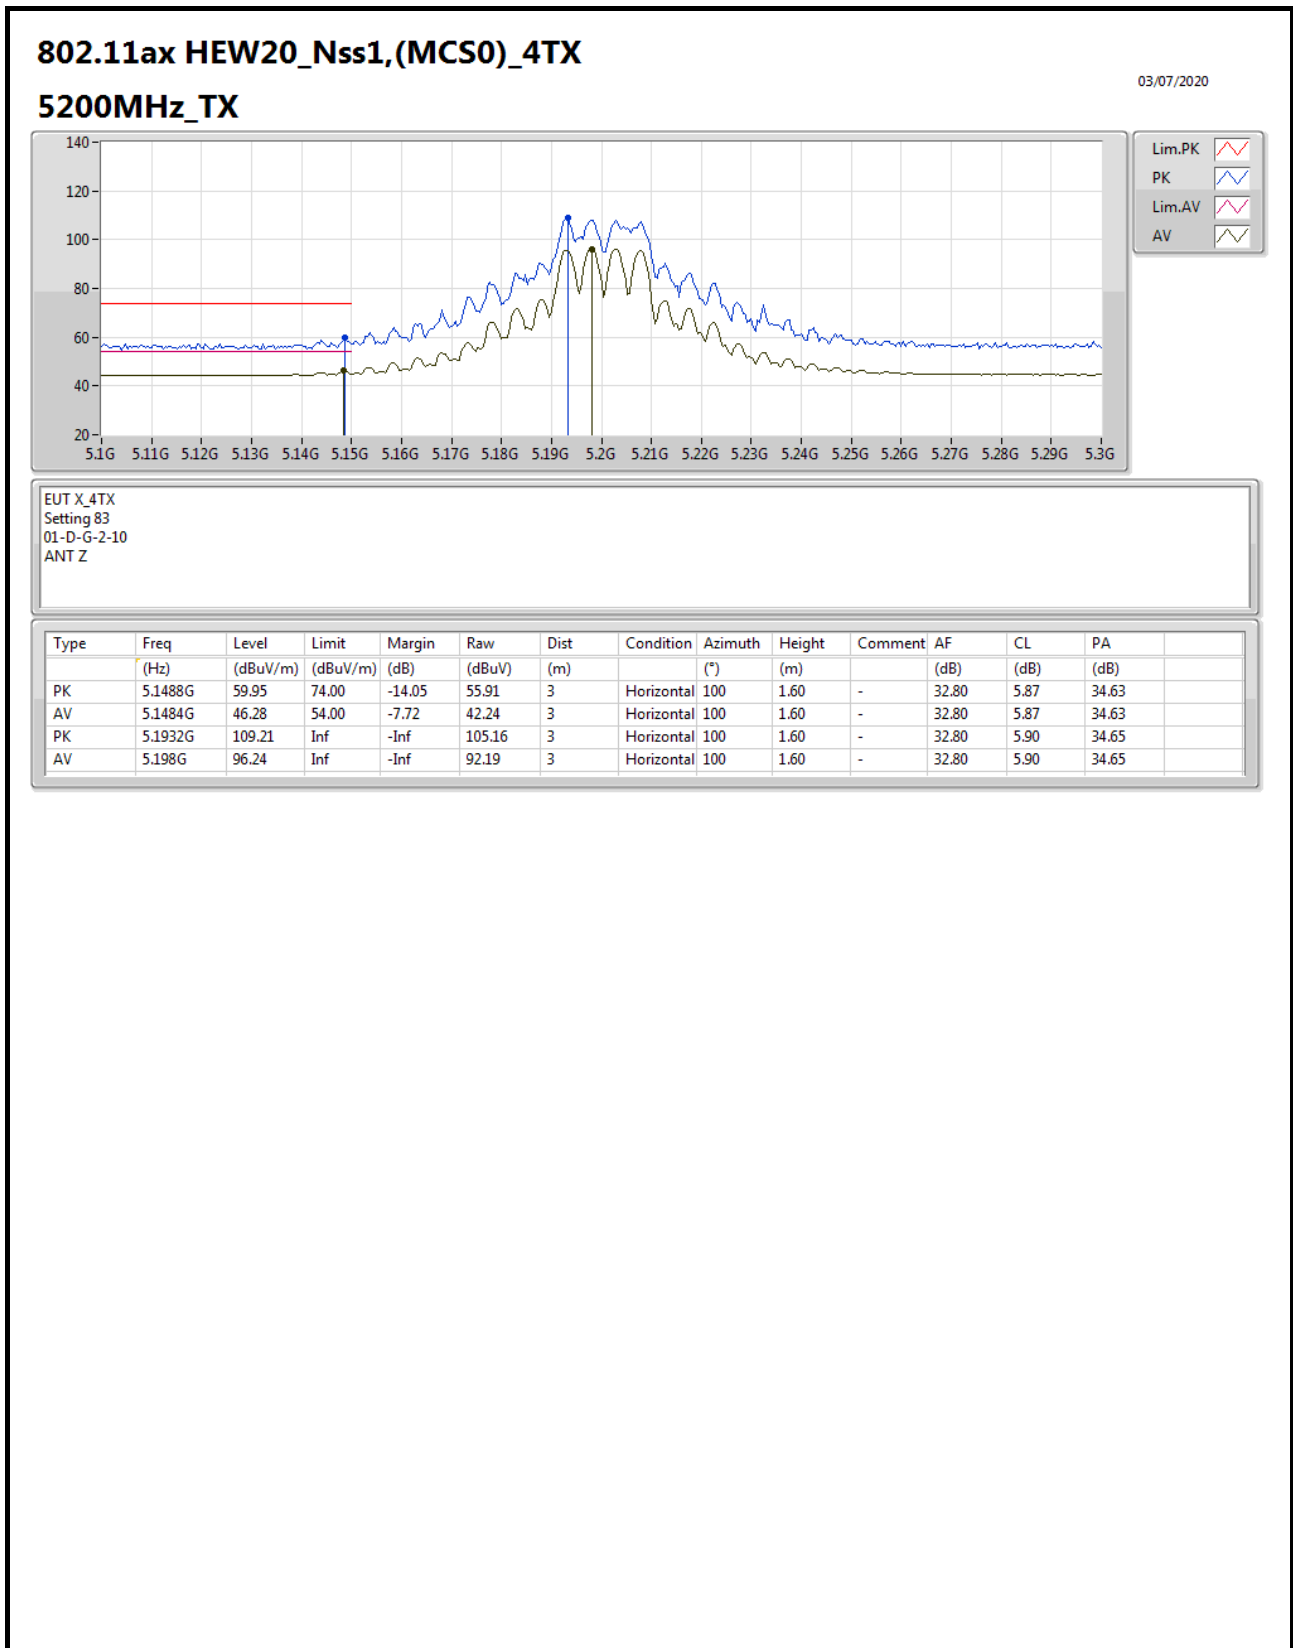 802.11ax HEW20_Nss1,(MCS0)_4TX
03/07/2020
5200MHz_TX
140
120
100
80
60
40
20
5.1G 5.11G 5.12G 5.13G 5.14G 5.15G 5.16G 5.17G 5.18G 5.19G 5.2G 5.21G 5.22G 5.23G 5.24G 5.25G 5.26G 5.27G 5.28G 5.29G 5.3G
Lim.PK
PK
Lim.AV
AV
EUT X_4TX
Setting 83
01-D-G-2-10
ANT Z
Type Freq Level Limit Margin Raw Dist Condition Azimuth Height Comment AF CL PA
(Hz) (dBuV/m) (dBuV/m) (dB) (dBuV) (m) (°) (m) (dB) (dB) (dB)
PK 5.1488G 59.95 74.00 -14.05 55.91 3 Horizontal 100 1.60 - 32.80 5.87 34.63
AV 5.1484G 46.28 54.00 -7.72 42.24 3 Horizontal 100 1.60 - 32.80 5.87 34.63
PK 5.1932G 109.21 Inf -Inf 105.16 3 Horizontal 100 1.60 - 32.80 5.90 34.65
AV 5.198G 96.24 Inf -Inf 92.19 3 Horizontal 100 1.60 - 32.80 5.90 34.65